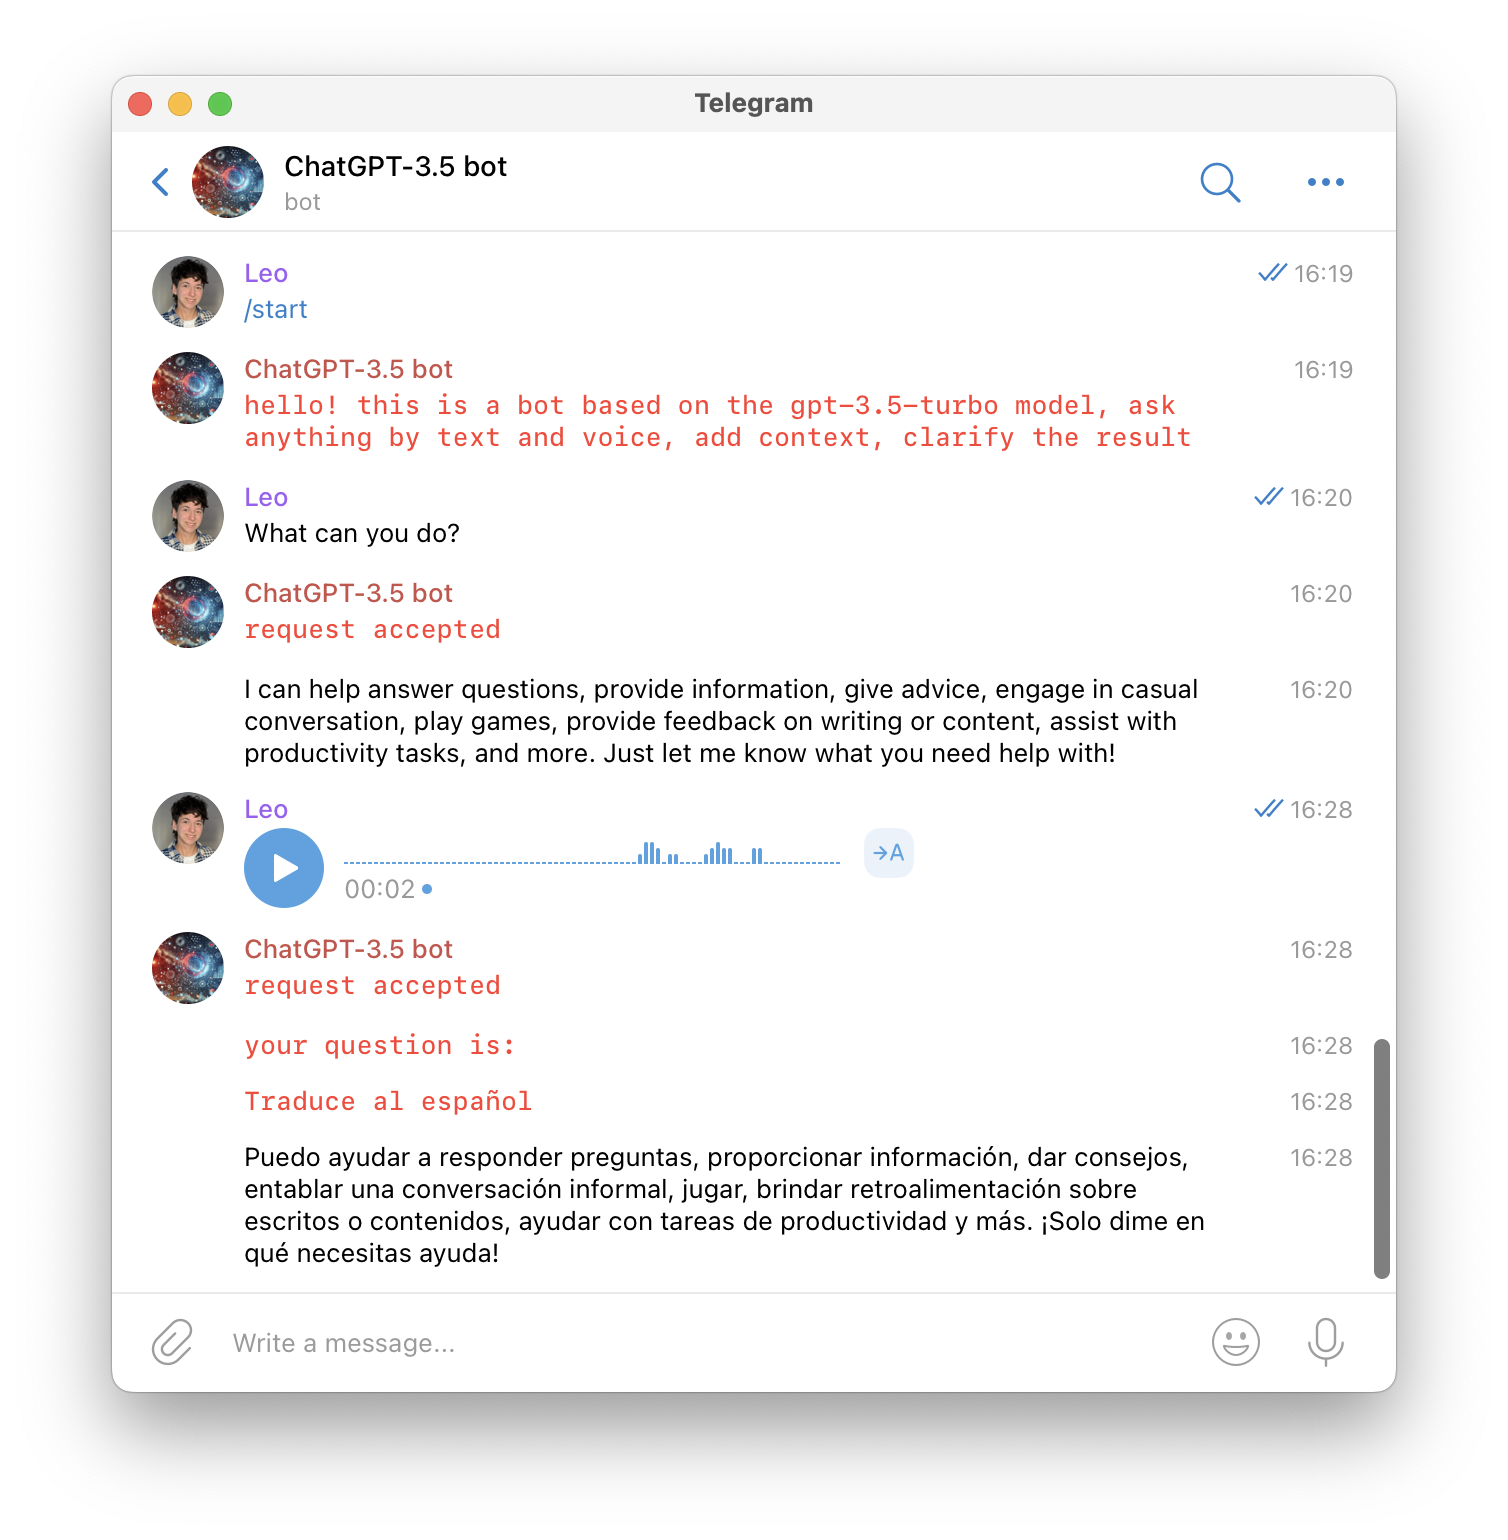 Telegram
ChatGPT-3.5 bot
bot
Leo
16:19
/start
ChatGPT-3.5 bot
16:19
hello! this is a bot based on the gpt-3.5-turbo model, ask
anything by text and voice, add context, clarify the result
Leo
16:20
What can you do?
ChatGPT-3.5 bot
16:20
request accepted
I can help answer questions, provide information, give advice, engage in casual
16:20
conversation, play games, provide feedback on writing or content, assist with
productivity tasks, and more. Just let me know what you need help with!
Leo
16:28
→A
00:02
ChatGPT-3.5 bot
16:28
request accepted
your question is:
16:28
Traduce al español
16:28
Puedo ayudar a responder preguntas, proporcionar información, dar consejos,
16:28
entablar una conversación informal, jugar, brindar retroalimentación sobre
escritos o contenidos, ayudar con tareas de productividad y más. ¡Solo dime en
qué necesitas ayuda!
Write a message...